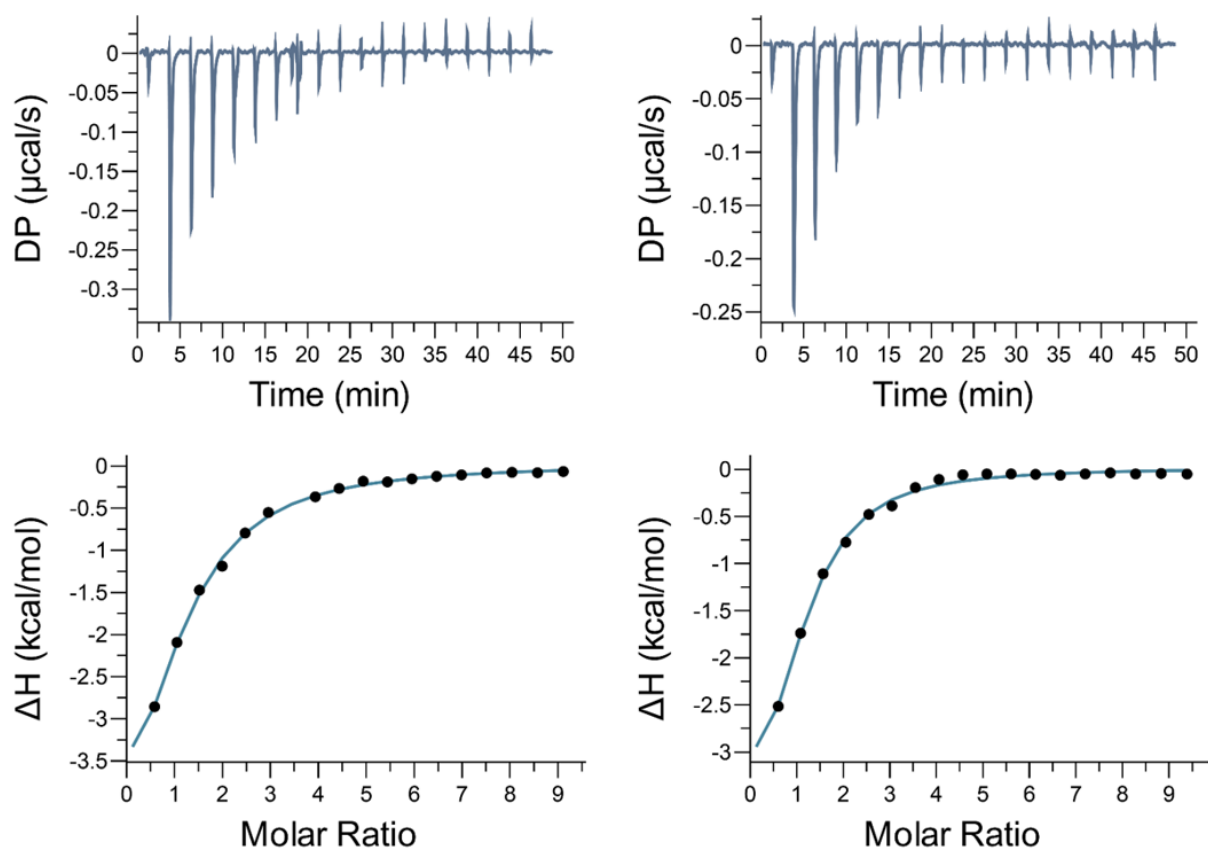 DP (µcal/s)
0
-0.05
-0.1
-0.15
-0.2
-0.25
-0.3
0 5 10 15 20 25 30 35 40 45 50
Time (min)
DP (µcal/s)
0
-0.05
-0.1
-0.15
-0.2
-0.25
0 5 10 15 20 25 30 35 40 45 50
Time (min)
ΔH (kcal/mol)
0
-0.5
-1
-1.5
-2
-2.5
-3
-3.5
0 1 2 3 4 5 6 7 8 9
Molar Ratio
ΔH (kcal/mol)
0
-0.5
-1
-1.5
-2
-2.5
-3
0 1 2 3 4 5 6 7 8 9
Molar Ratio